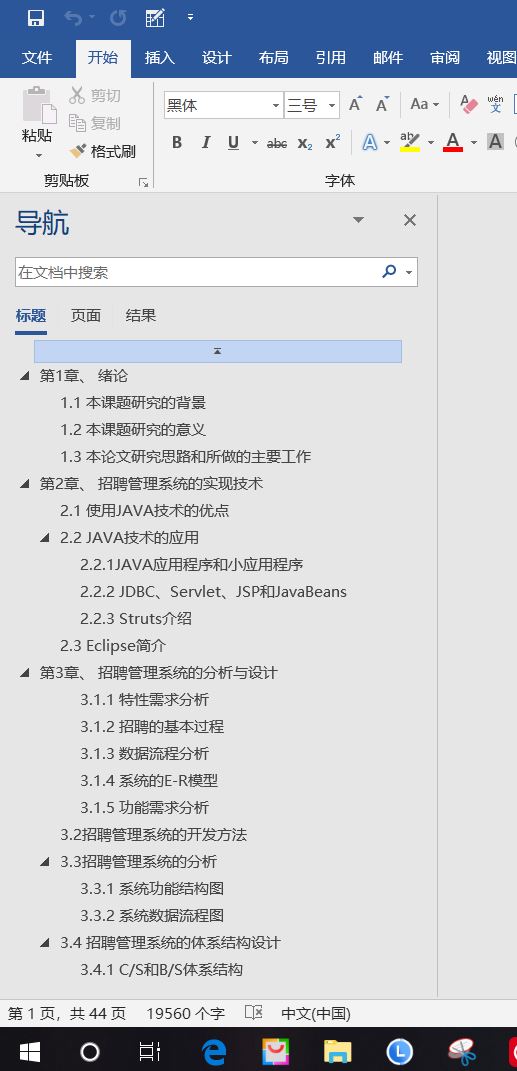 文件 开始 插入 设计 布局 引用 邮件 审阅 视图
剪切
黑体 三号 Aa wén 文
复制
粘贴
格式刷
B I U abc x₂ x² A ab A A
剪贴板 字体
导航
在文档中搜索
标题 页面 结果
第1章、 绪论
1.1 本课题研究的背景
1.2 本课题研究的意义
1.3 本论文研究思路和所做的主要工作
第2章、 招聘管理系统的实现技术
2.1 使用JAVA技术的优点
2.2 JAVA技术的应用
2.2.1JAVA应用程序和小应用程序
2.2.2 JDBC、Servlet、JSP和JavaBeans
2.2.3 Struts介绍
2.3 Eclipse简介
第3章、 招聘管理系统的分析与设计
3.1.1 特性需求分析
3.1.2 招聘的基本过程
3.1.3 数据流程分析
3.1.4 系统的E-R模型
3.1.5 功能需求分析
3.2招聘管理系统的开发方法
3.3招聘管理系统的分析
3.3.1 系统功能结构图
3.3.2 系统数据流程图
3.4 招聘管理系统的体系结构设计
3.4.1 C/S和B/S体系结构
第 1 页，共 44 页 19560 个字 中文(中国)